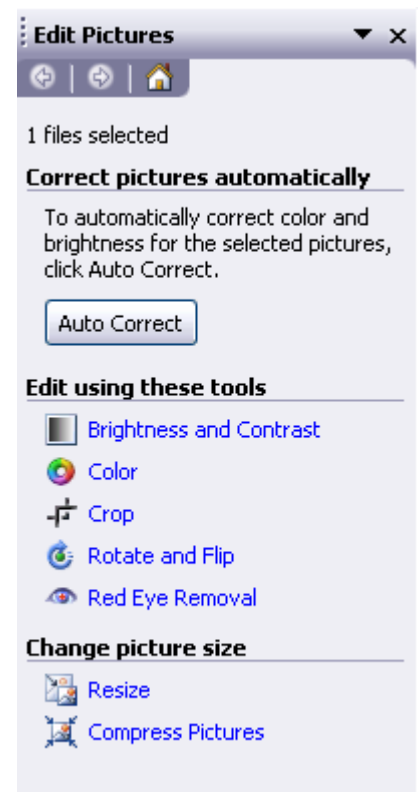 Edit Pictures
1 files selected
Correct pictures automatically
To automatically correct color and
brightness for the selected pictures,
click Auto Correct.
Auto Correct
Edit using these tools
Brightness and Contrast
Color
Crop
Rotate and Flip
Red Eye Removal
Change picture size
Resize
Compress Pictures